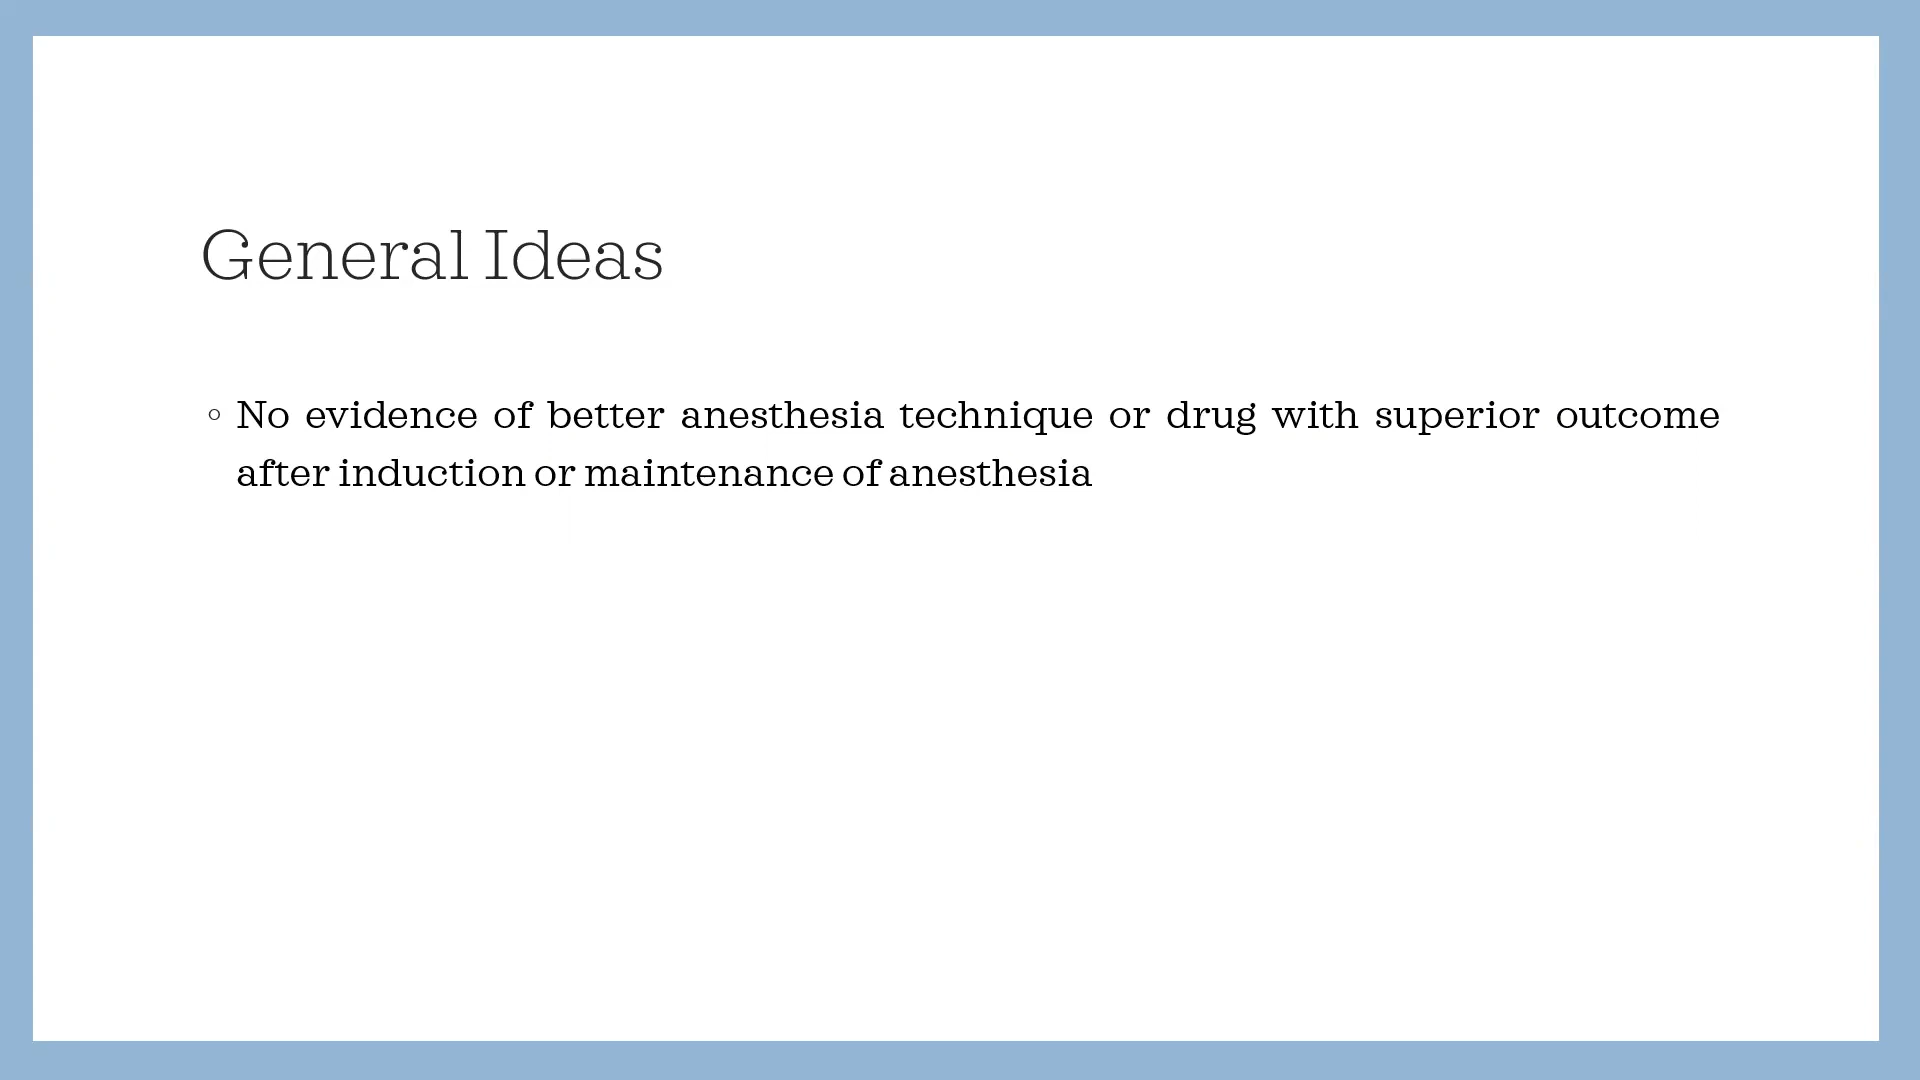 General Ideas
◦ No evidence of better anesthesia technique or drug with superior outcome
after induction or maintenance of anesthesia